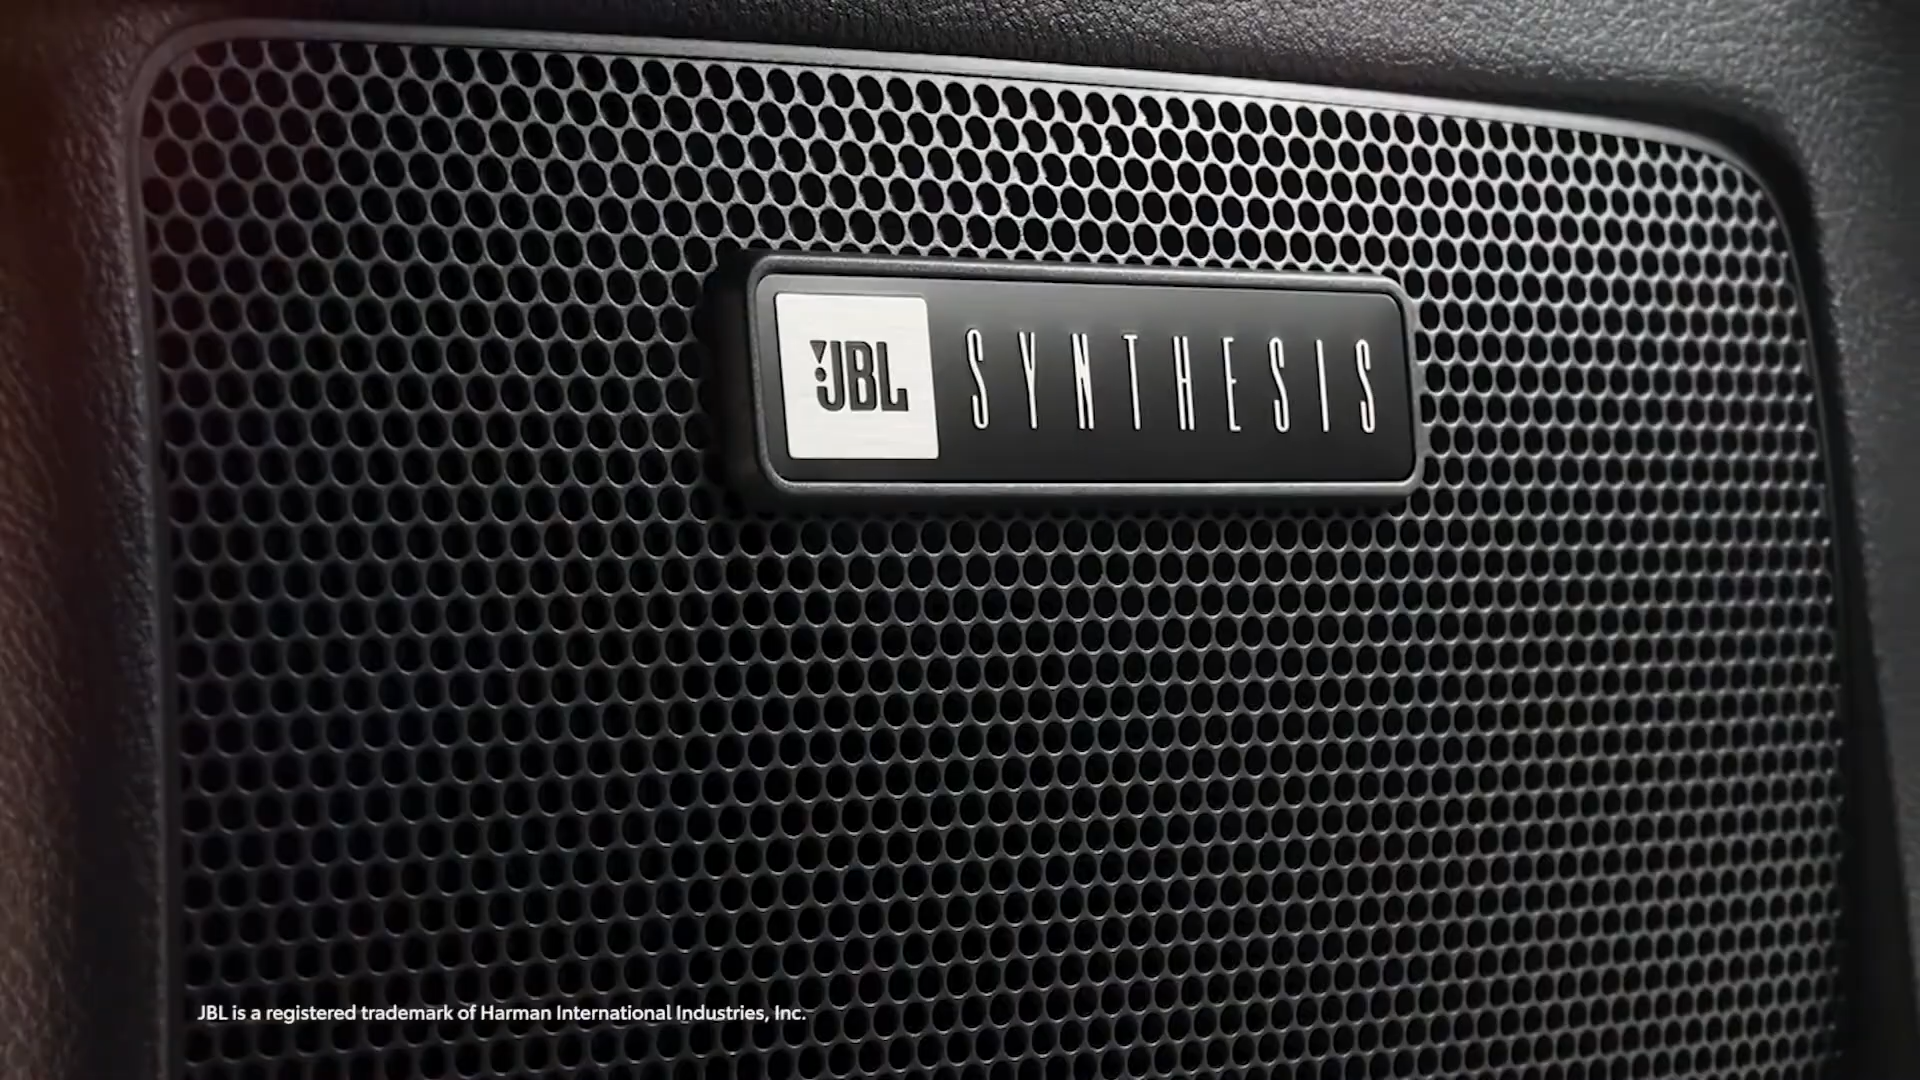 JBL SYNTHESIS
JBL is a registered trademark of Harman International Industries, Inc.